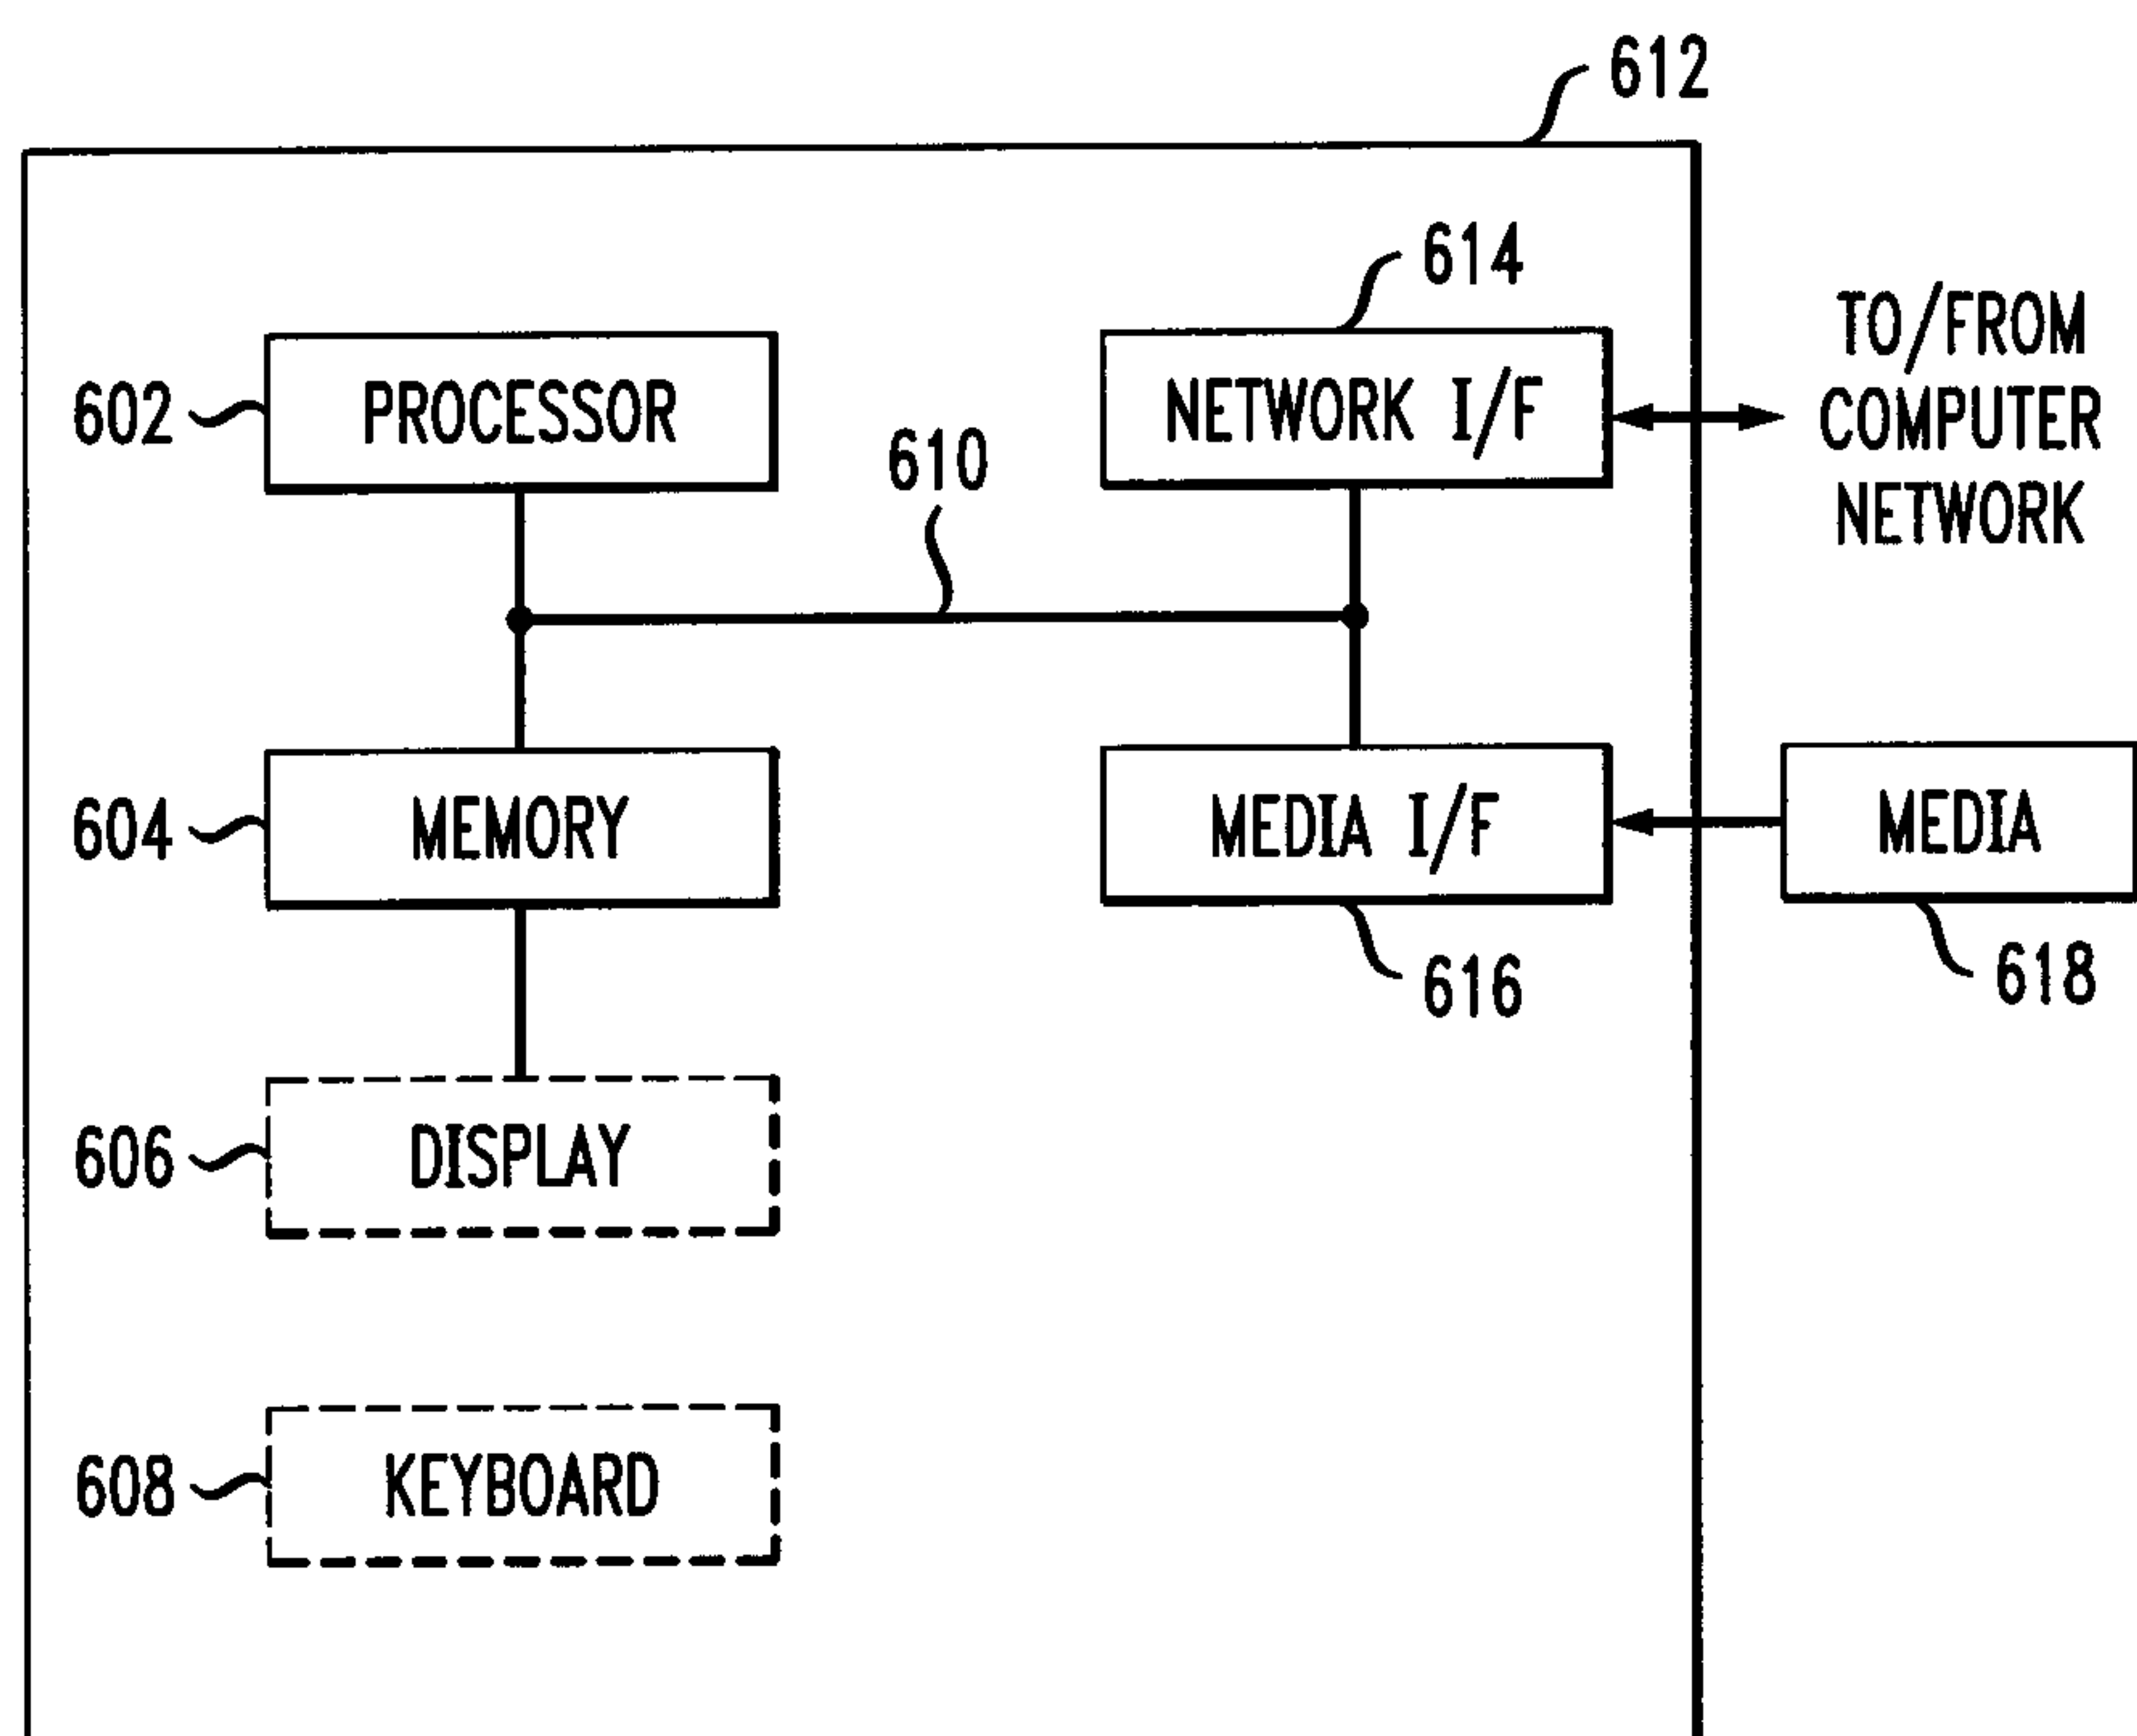 612
614
TO/FROM
COMPUTER
NETWORK
602
PROCESSOR
NETWORK I/F
610
604
MEMORY
MEDIA I/F
MEDIA
616
618
606
DISPLAY
608
KEYBOARD